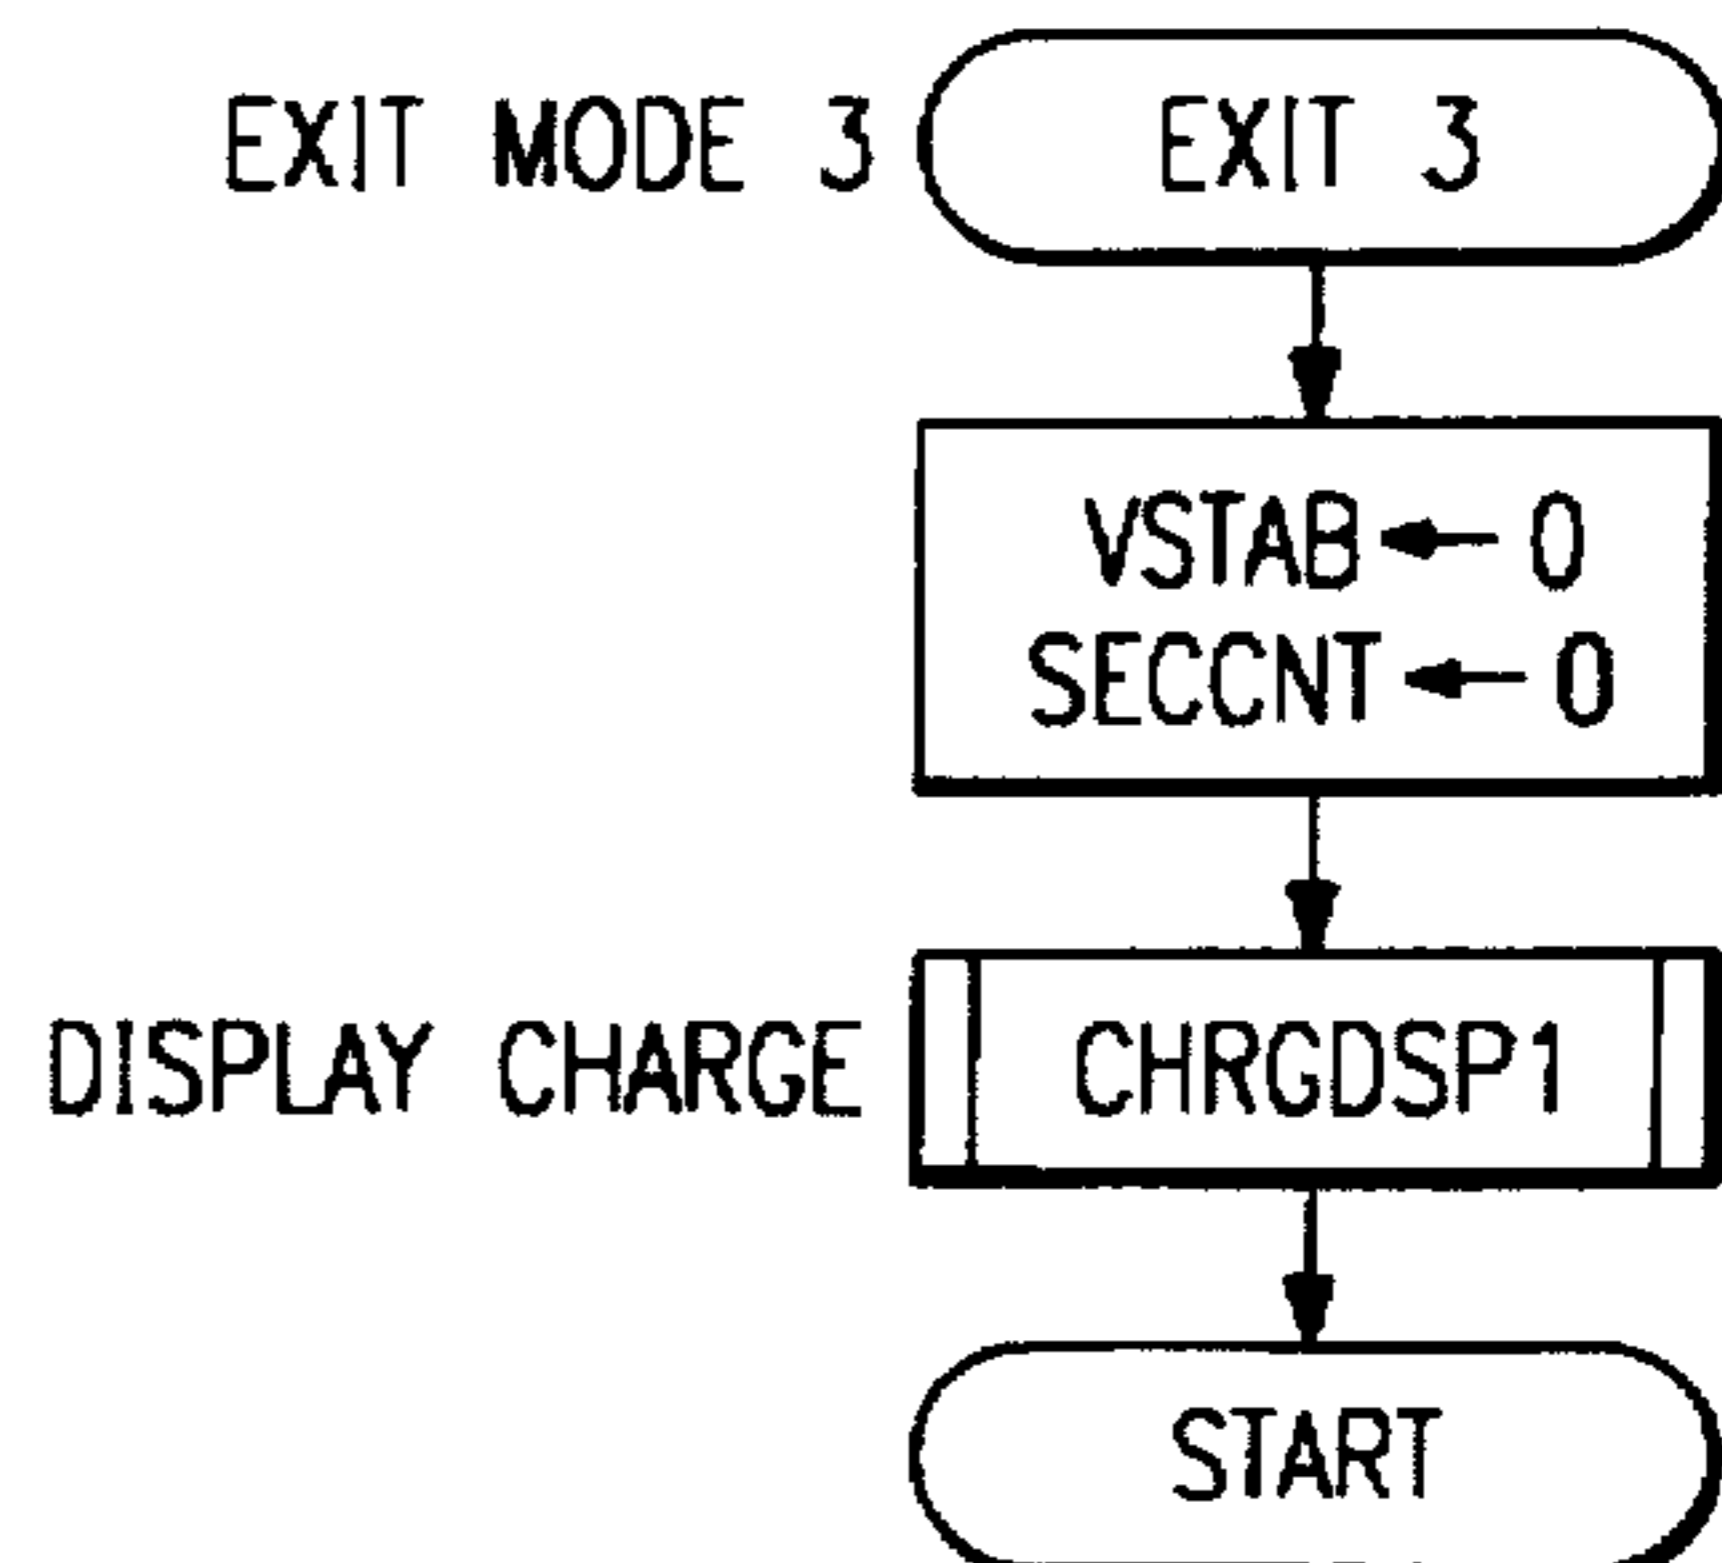 EXIT MODE 3 EXIT 3
VSTAB ← 0
SECCNT ← 0
DISPLAY CHARGE CHRGDSP1
START